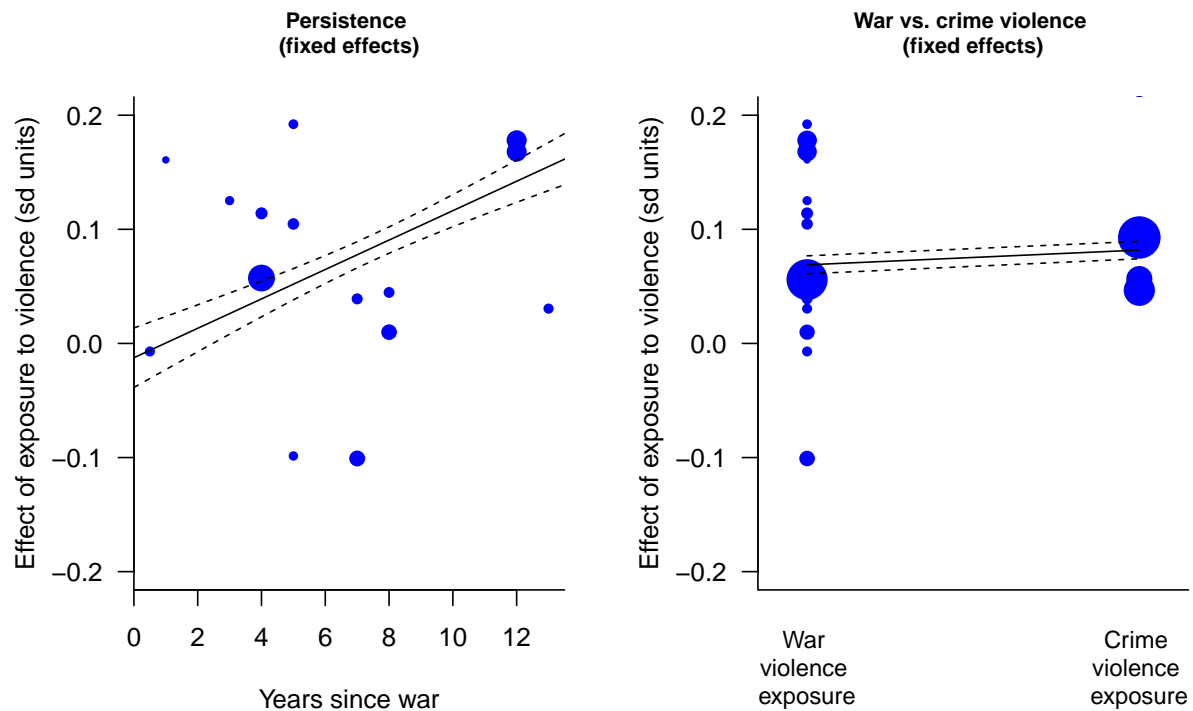 Persistence
(fixed effects)
Effect of exposure to violence (sd units)
0.2
0.1
0.0
−0.1
−0.2
0 2 4 6 8 10 12
Years since war
War vs. crime violence
(fixed effects)
Effect of exposure to violence (sd units)
0.2
0.1
0.0
−0.1
−0.2
War
violence
exposure
Crime
violence
exposure